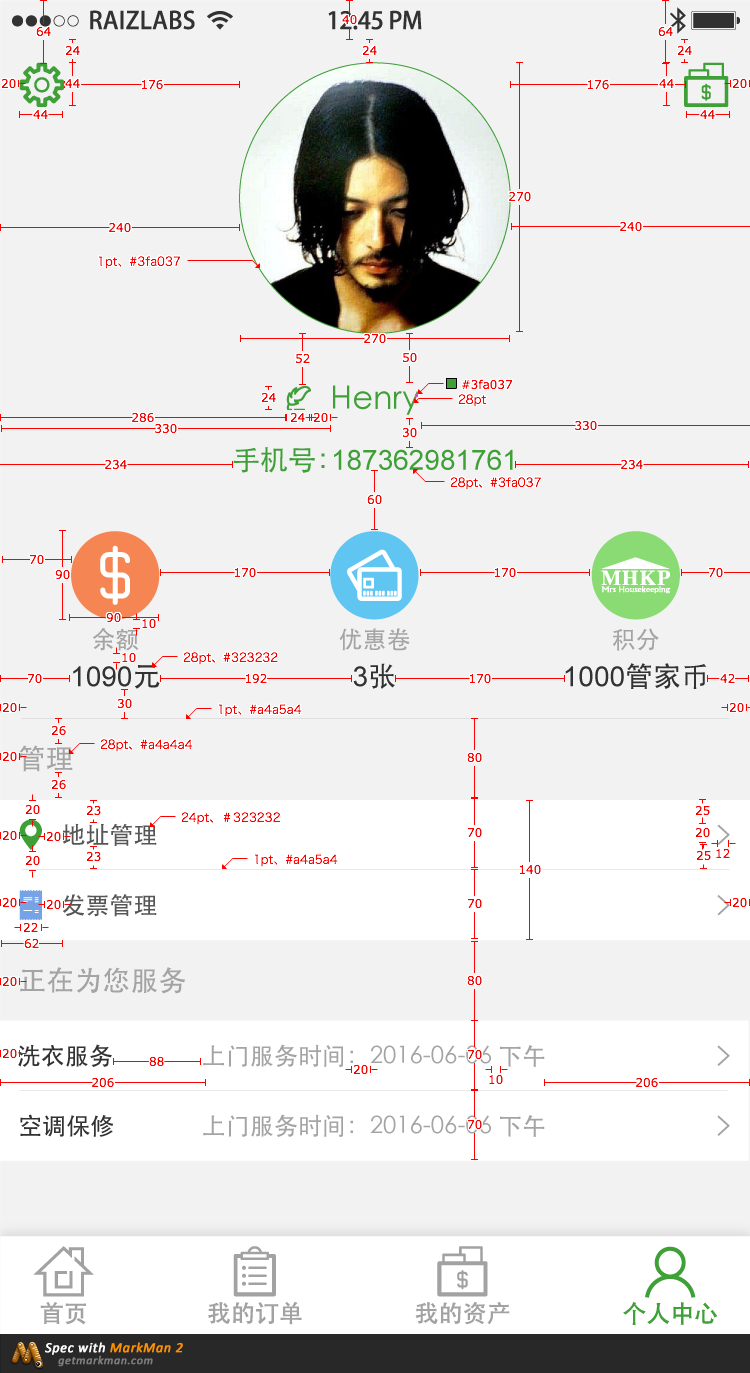 RAIZLABS 12:45 PM
64 40 64
24 24 24
20 44 176 176 44 20
$
44 44
270
240 240
1pt、#3fa037
270
52 50
24 Henry #3fa037
28pt
286 24 20
330 30 330
234 手机号:187362981761 234
28pt、#3fa037
60
70 90 $ 170 170 MHKP 70
Mrs Housekeeping
90 10
余额 优惠卷 积分
10 28pt、#323232
70 1090元 192 3张 170 1000管家币 42
30
20 1pt、#a4a5a4 20
26
28pt、#a4a4a4
20 管理 80
26
20 23 24pt、#323232 25
20 20 地址管理 70 20
20 23 1pt、#a4a5a4 25 12
140
20 20 发票管理 70 20
22
62
20 正在为您服务 80
20 洗衣服务 88 上门服务时间：2016-06-06 下午 70
20 10
206 206
空调保修 上门服务时间：2016-06-06 下午 70
$
首页 我的订单 我的资产 个人中心
Spec with MarkMan 2
getmarkman.com